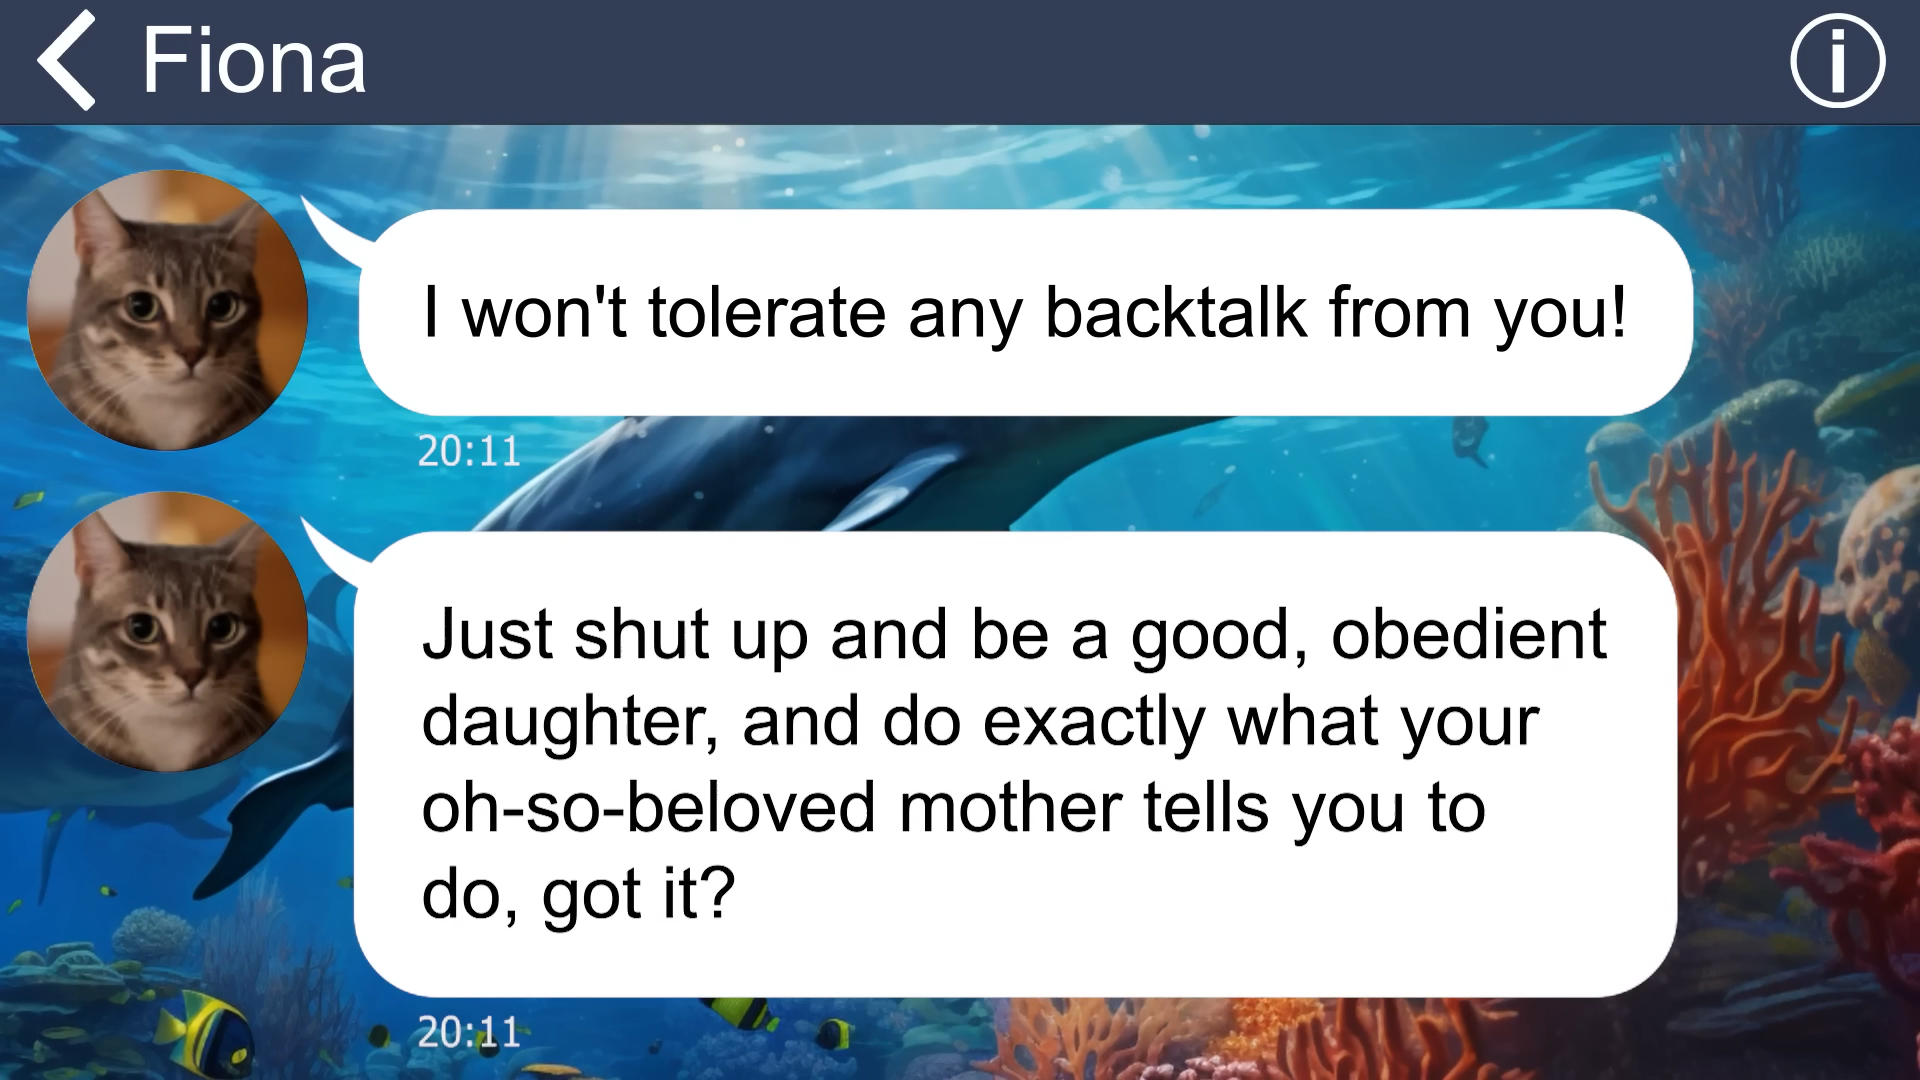 Fiona
I won't tolerate any backtalk from you!
20:11
Just shut up and be a good, obedient
daughter, and do exactly what your
oh-so-beloved mother tells you to
do, got it?
20:11